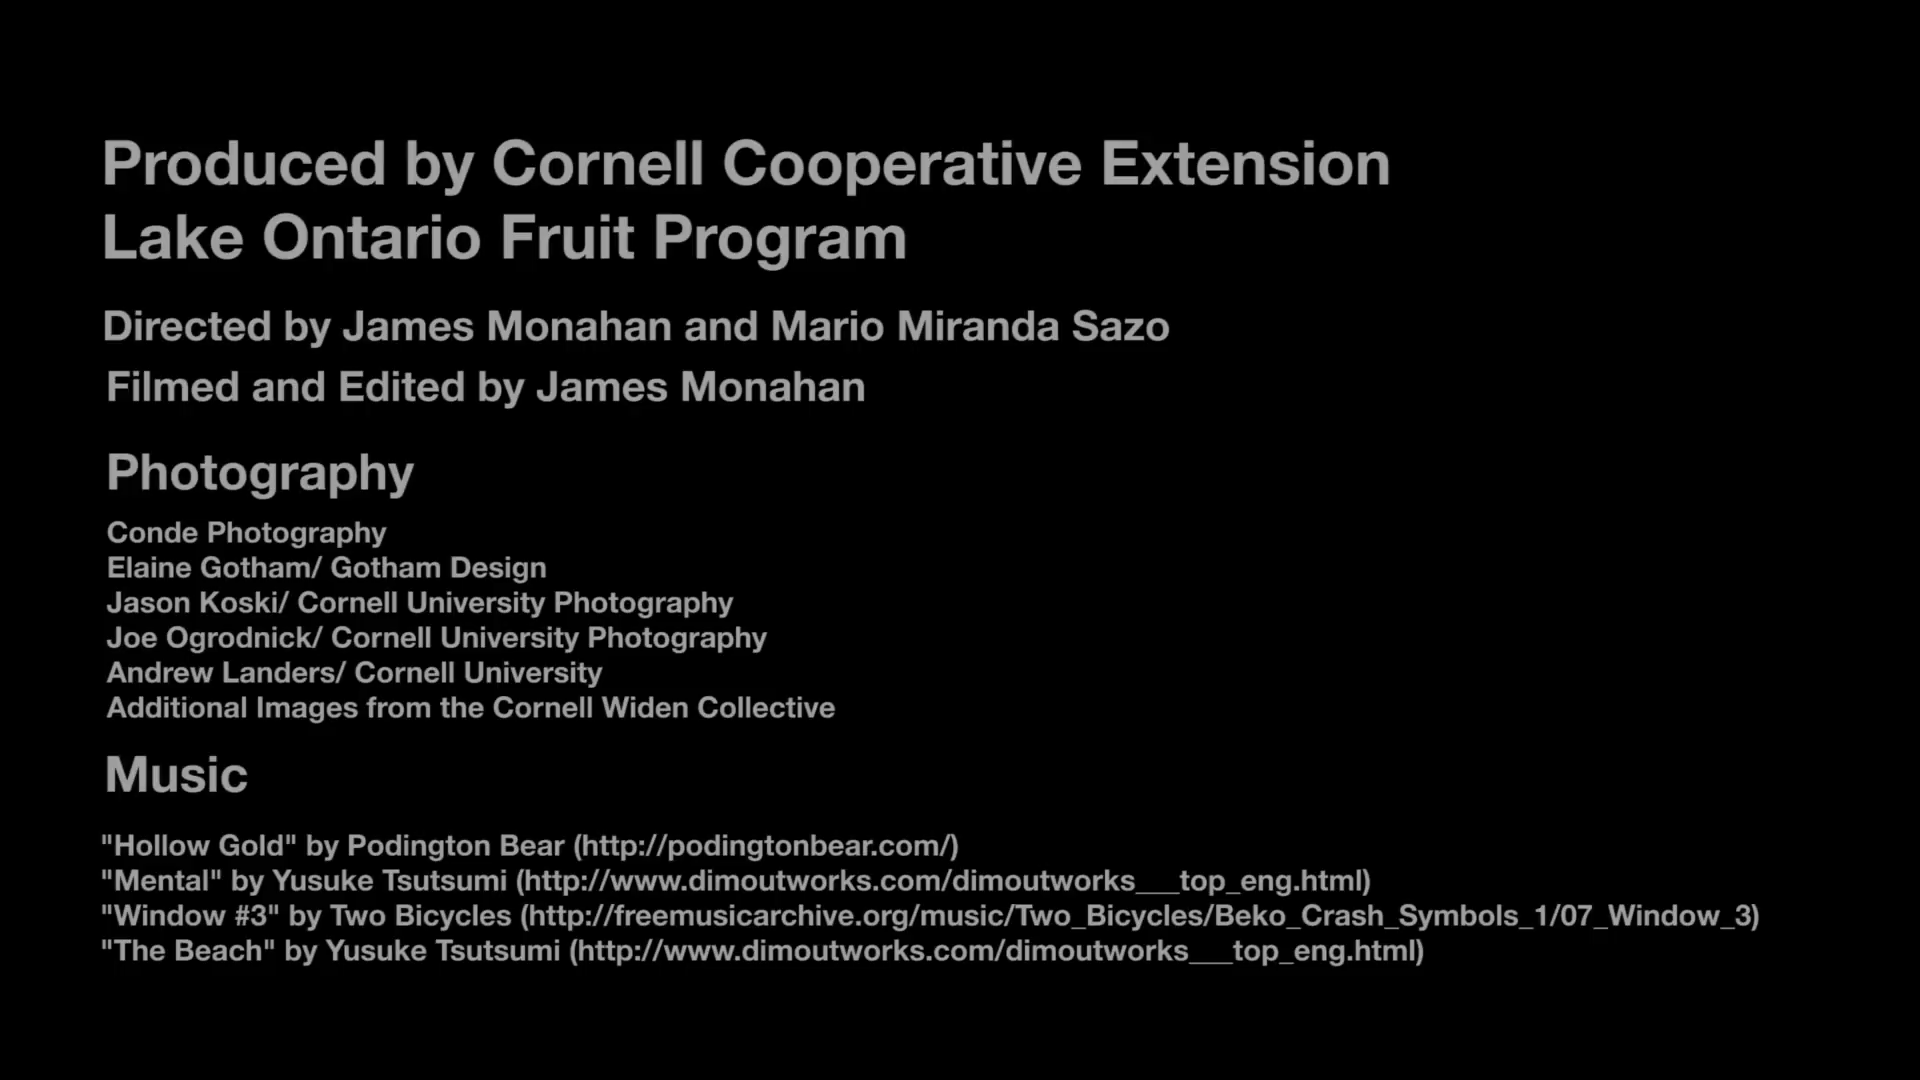 Produced by Cornell Cooperative Extension
Lake Ontario Fruit Program
Directed by James Monahan and Mario Miranda Sazo
Filmed and Edited by James Monahan
Photography
Conde Photography
Elaine Gotham/ Gotham Design
Jason Koski/ Cornell University Photography
Joe Ogrodnick/ Cornell University Photography
Andrew Landers/ Cornell University
Additional Images from the Cornell Widen Collective
Music
"Hollow Gold" by Podington Bear (http://podingtonbear.com/)
"Mental" by Yusuke Tsutsumi (http://www.dimoutworks.com/dimoutworks___top_eng.html)
"Window #3" by Two Bicycles (http://freemusicarchive.org/music/Two_Bicycles/Beko_Crash_Symbols_1/07_Window_3)
"The Beach" by Yusuke Tsutsumi (http://www.dimoutworks.com/dimoutworks___top_eng.html)